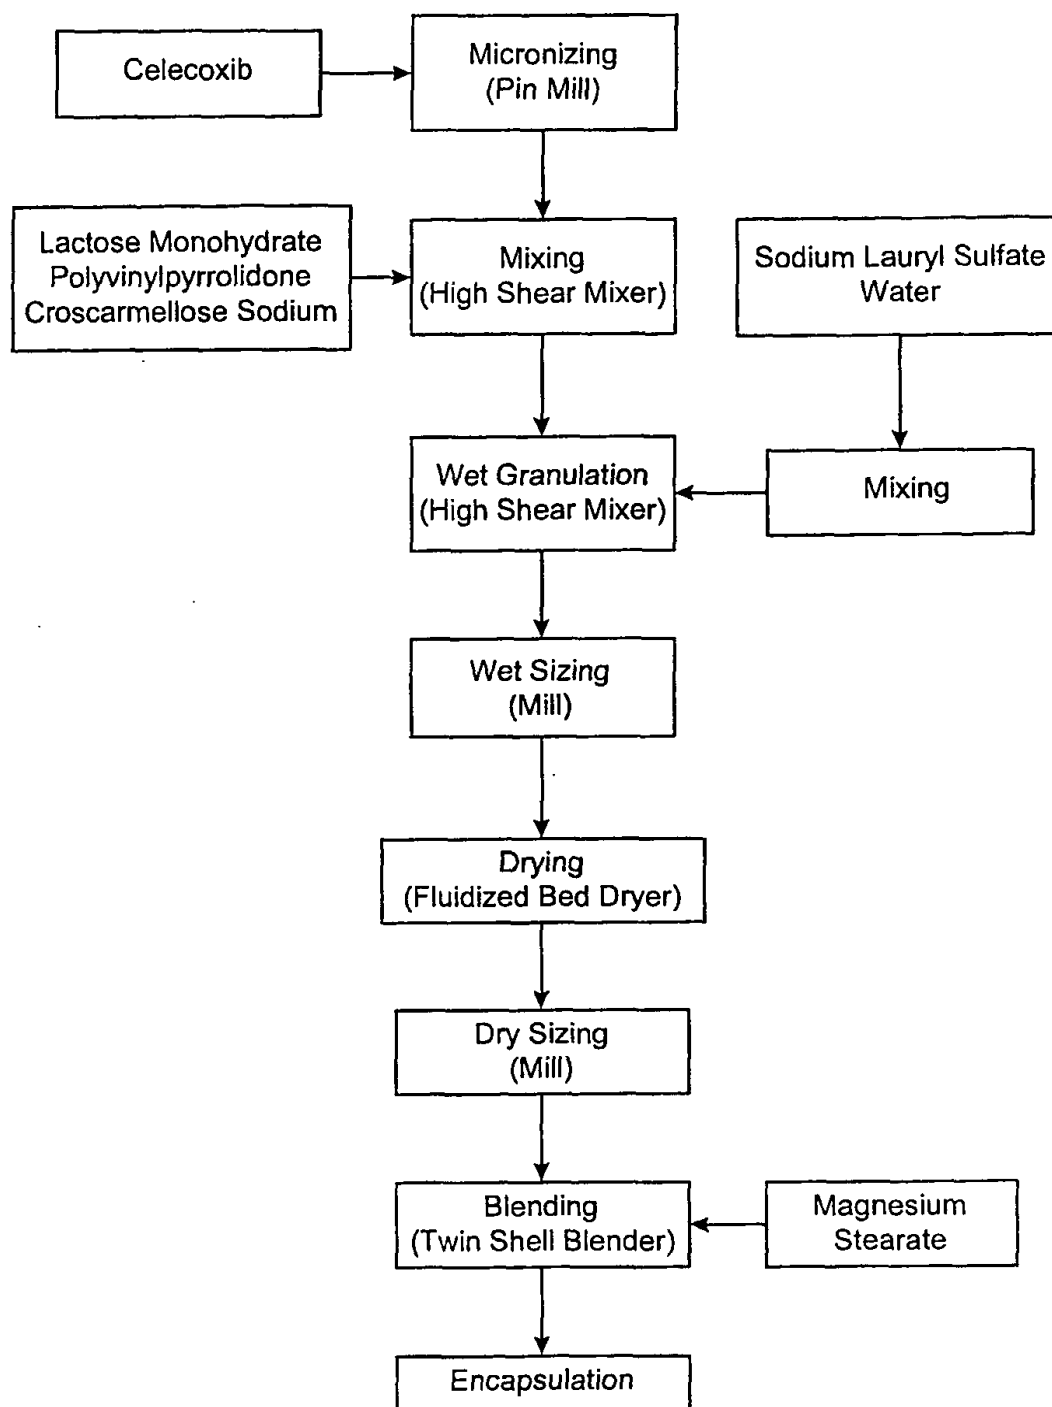 Celecoxib
Micronizing
(Pin Mill)
Lactose Monohydrate
Polyvinylpyrrolidone
Croscarmellose Sodium
Mixing
(High Shear Mixer)
Sodium Lauryl Sulfate
Water
Wet Granulation
(High Shear Mixer)
Mixing
Wet Sizing
(Mill)
Drying
(Fluidized Bed Dryer)
Dry Sizing
(Mill)
Blending
(Twin Shell Blender)
Magnesium
Stearate
Encapsulation